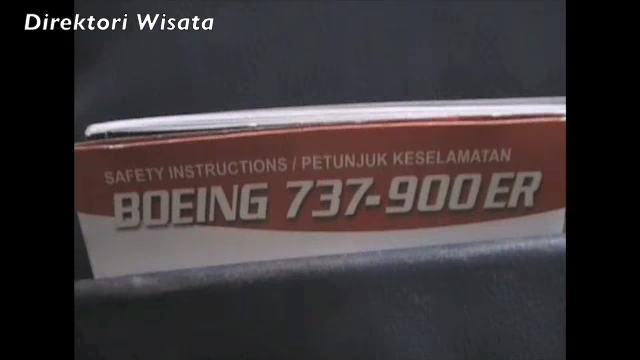 Direktori Wisata
SAFETY INSTRUCTIONS / PETUNJUK KESELAMATAN
BOEING 737-900 ER